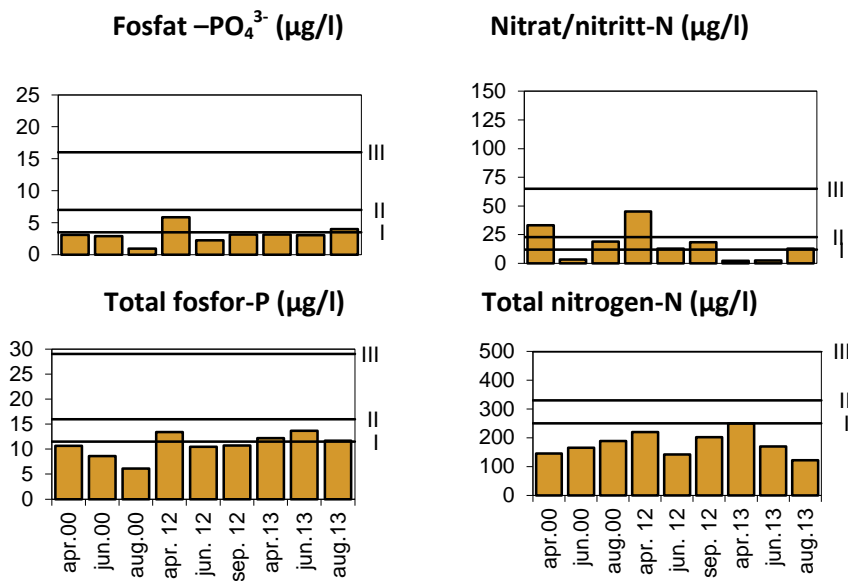 Fosfat –PO₄³⁻ (µg/l)
25
20
15
10
5
0
III
II
I
Nitrat/nitritt-N (µg/l)
150
125
100
75
50
25
0
III
II
I
Total fosfor-P (µg/l)
30
25
20
15
10
5
0
III
II
I
apr.00
jun.00
aug.00
apr. 12
jun. 12
sep. 12
apr.13
jun.13
aug.13
Total nitrogen-N (µg/l)
500
400
300
200
100
0
III
II
I
apr.00
jun.00
aug.00
apr. 12
jun. 12
sep. 12
apr.13
jun.13
aug.13